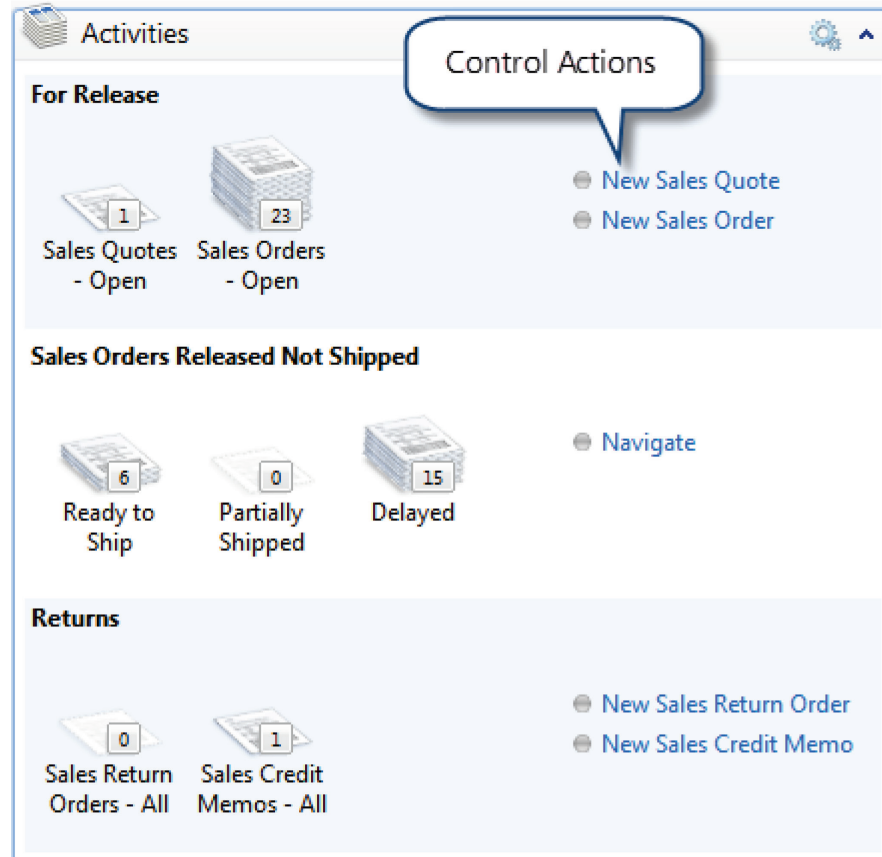 Activities
Control Actions
For Release
1
23
New Sales Quote
New Sales Order
Sales Quotes
- Open
Sales Orders
- Open
Sales Orders Released Not Shipped
6
0
15
Navigate
Ready to
Ship
Partially
Shipped
Delayed
Returns
0
1
New Sales Return Order
New Sales Credit Memo
Sales Return
Orders - All
Sales Credit
Memos - All